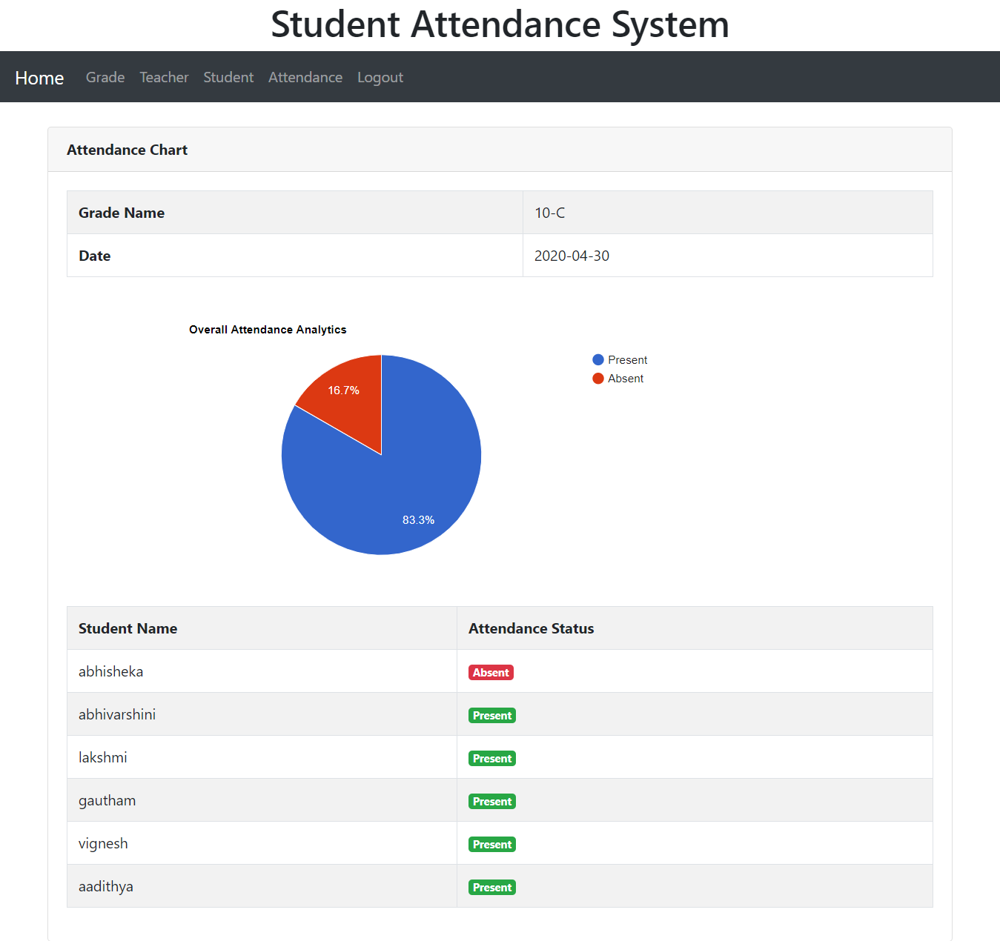 Student Attendance System
Home Grade Teacher Student Attendance Logout
Attendance Chart
Grade Name 10-C
Date 2020-04-30
Overall Attendance Analytics
Present
Absent
16.7%
83.3%
Student Name Attendance Status
abhisheka Absent
abhivarshini Present
lakshmi Present
gautham Present
vignesh Present
aadithya Present